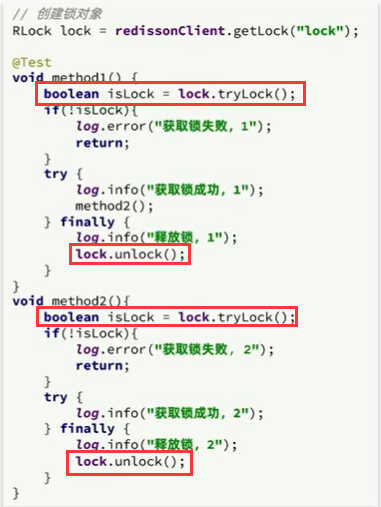 // 创建锁对象
RLock lock = redissonClient.getLock("lock");
@Test
void method1() {
boolean isLock = lock.tryLock();
if(!isLock){
log.error("获取锁失败, 1");
return;
}
try {
log.info("获取锁成功, 1");
method2();
} finally {
log.info("释放锁, 1");
lock.unlock();
}
}
void method2(){
boolean isLock = lock.tryLock();
if(!isLock){
log.error("获取锁失败, 2");
return;
}
try {
log.info("获取锁成功, 2");
} finally {
log.info("释放锁, 2");
lock.unlock();
}
}